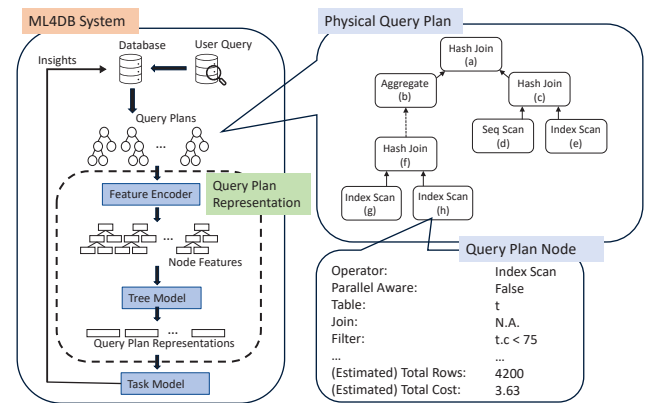 ML4DB System
Insights
Database
User Query
Query Plans
...
Feature Encoder
Query Plan
Representation
...
Node Features
Tree Model
...
Query Plan Representations
Task Model
Physical Query Plan
Hash Join
(a)
Aggregate
(b)
Hash Join
(c)
Seq Scan
(d)
Index Scan
(e)
Hash Join
(f)
Index Scan
(g)
Index Scan
(h)
Query Plan Node
Operator: Index Scan
Parallel Aware: False
Table: t
Join: N.A.
Filter: t.c < 75
... ...
(Estimated) Total Rows: 4200
(Estimated) Total Cost: 3.63